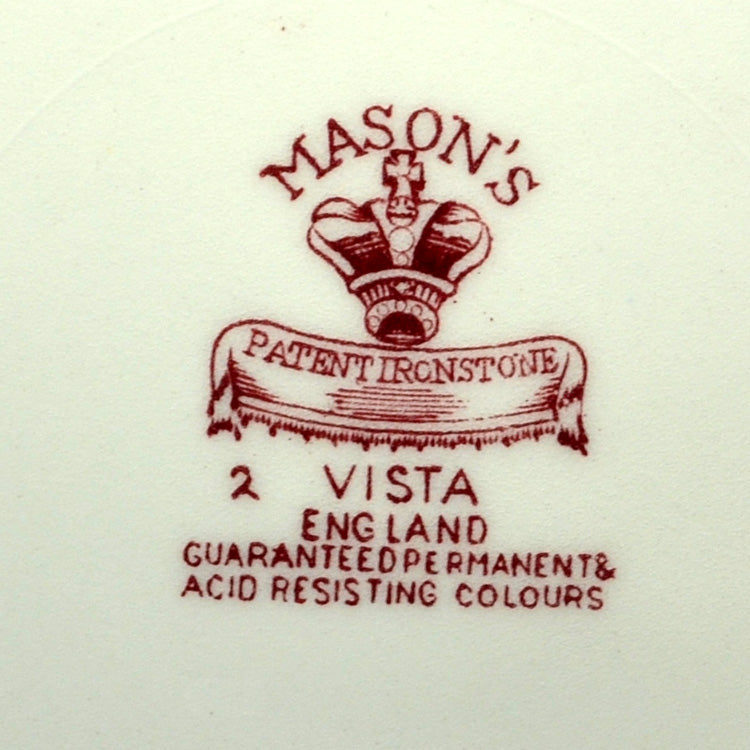 MASON'S
PATENT IRONSTONE
2 VISTA
ENGLAND
GUARANTEED PERMANENT &
ACID RESISTING COLOURS